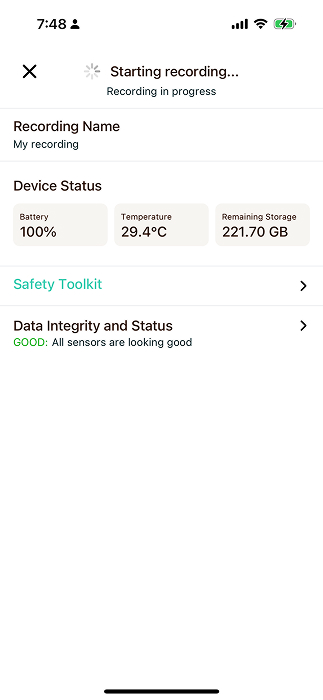 7:48
Starting recording...
Recording in progress
Recording Name
My recording
Device Status
Battery
100%
Temperature
29.4°C
Remaining Storage
221.70 GB
Safety Toolkit
Data Integrity and Status
GOOD: All sensors are looking good